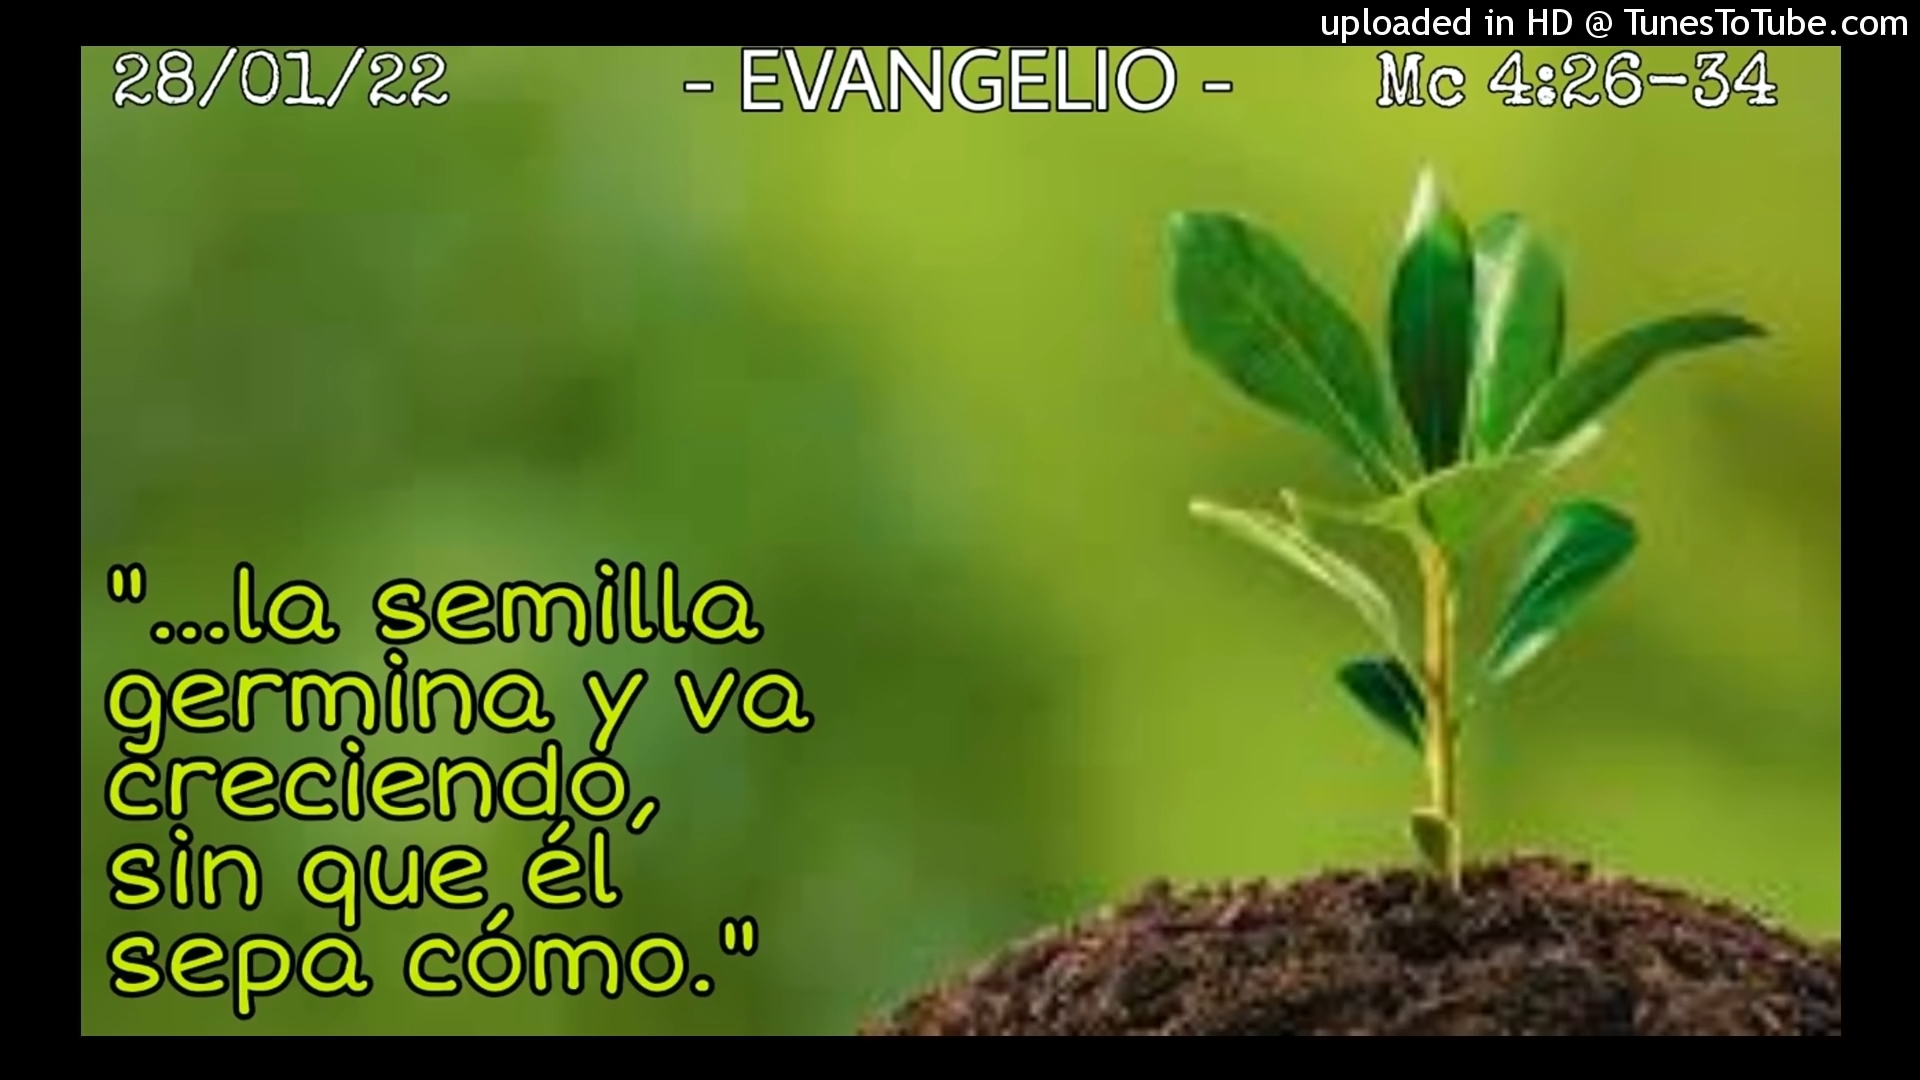 uploaded in HD @ TunesToTube.com
28/01/22 - EVANGELIO - Mc 4:26-34
"...la semilla
germina y va
creciendo,
sin que él
sepa cómo."